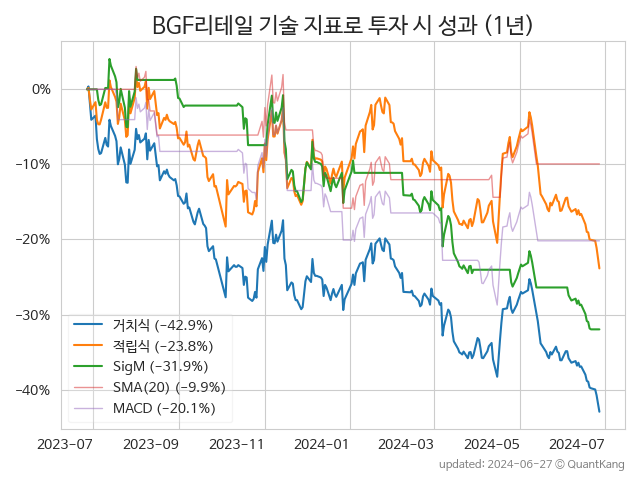 BGF리테일 기술 지표로 투자 시 성과 (1년)
0%
−10%
−20%
−30%
−40%
거치식 (−42.9%)
적립식 (−23.8%)
SigM (−31.9%)
SMA(20) (−9.9%)
MACD (−20.1%)
2023-07 2023-09 2023-11 2024-01 2024-03 2024-05 2024-07
updated: 2024-06-27 © QuantKang